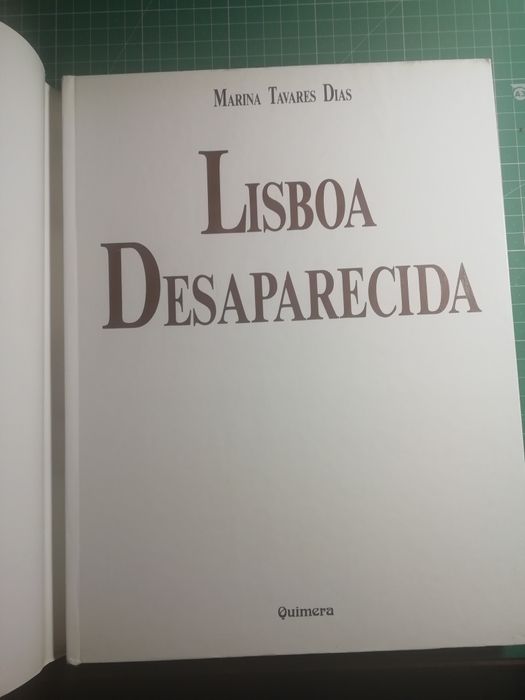 MARINA TAVARES DIAS
LISBOA
DESAPARECIDA
Quimera